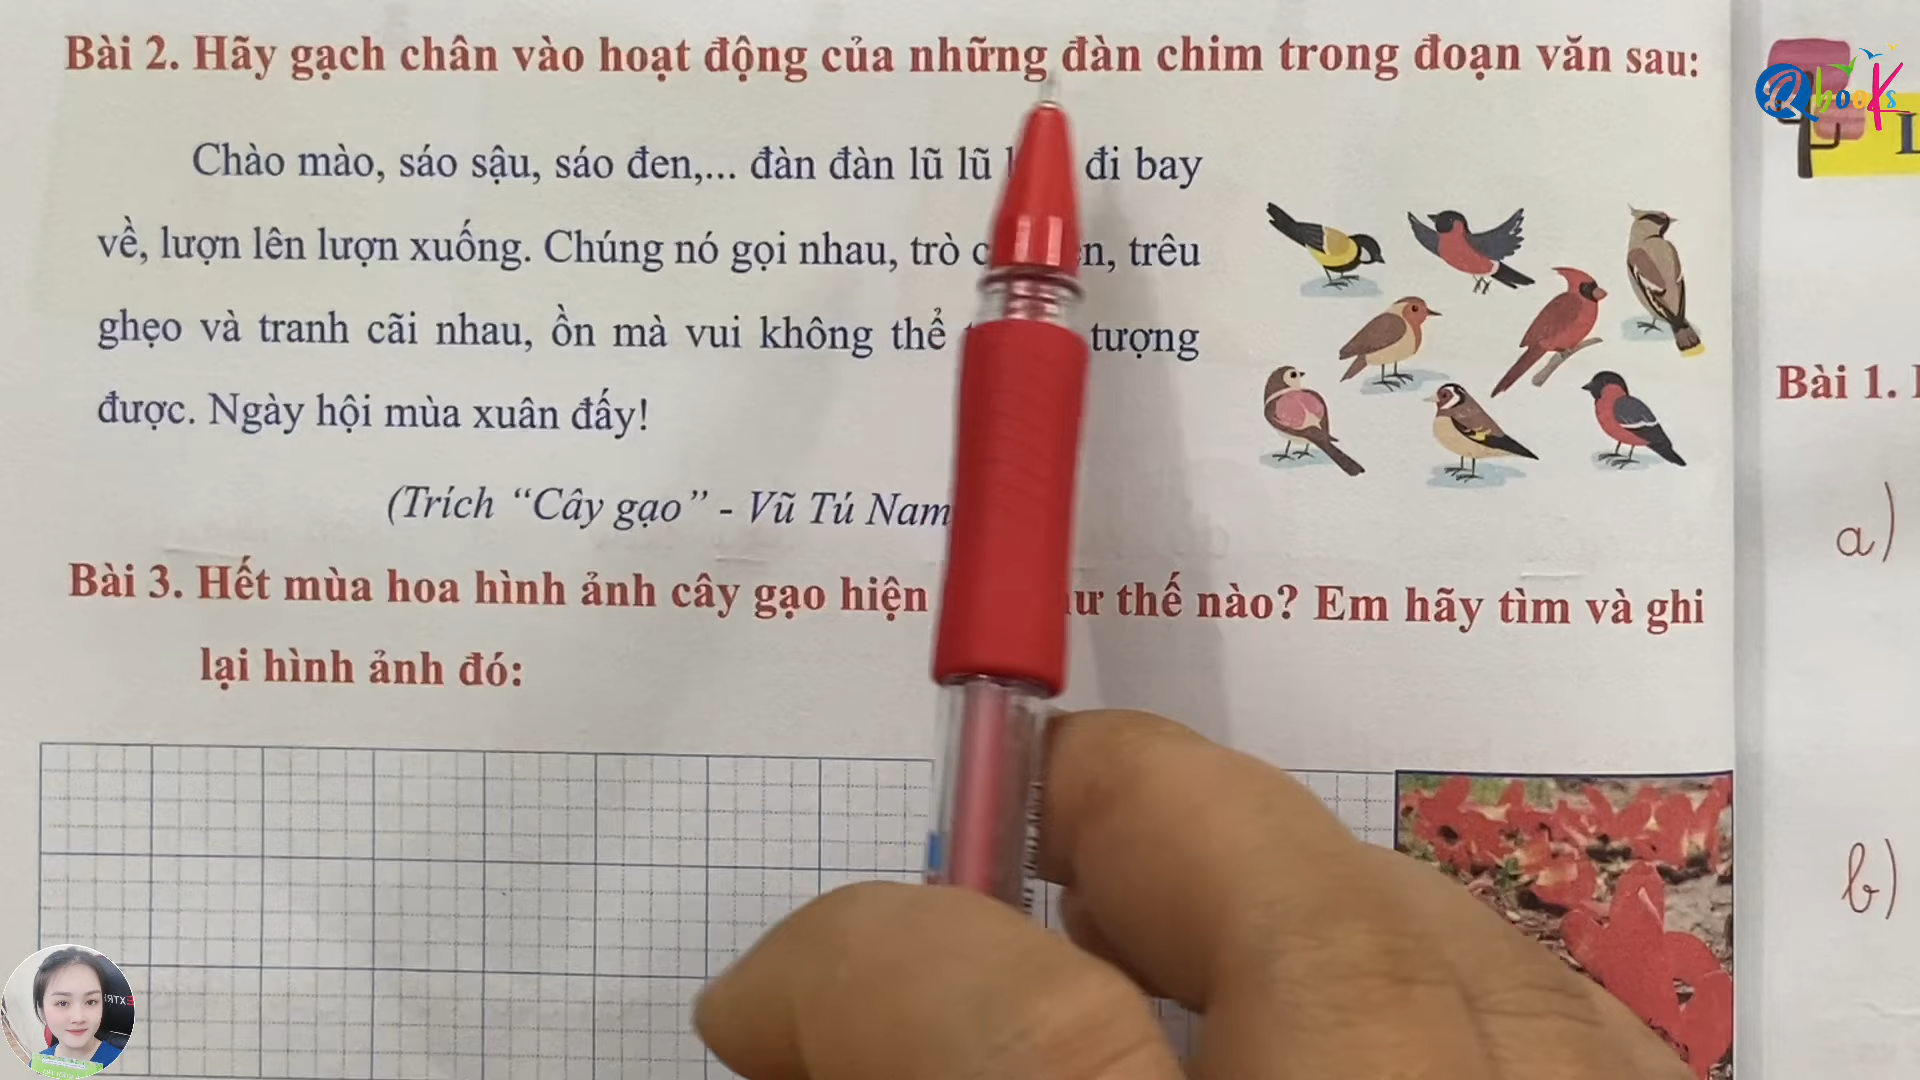 Bài 2. Hãy gạch chân vào hoạt động của những đàn chim trong đoạn văn sau:
Chào mào, sáo sậu, sáo đen,... đàn đàn lũ lũ đi bay
về, lượn lên lượn xuống. Chúng nó gọi nhau, trò trêu
ghẹo và tranh cãi nhau, ồn mà vui không thể tượng
được. Ngày hội mùa xuân đấy!
(Trích “Cây gạo” - Vũ Tú Nam
Bài 3. Hết mùa hoa hình ảnh cây gạo hiện thế nào? Em hãy tìm và ghi
lại hình ảnh đó:
Qbooks
Bài 1.
a)
b)